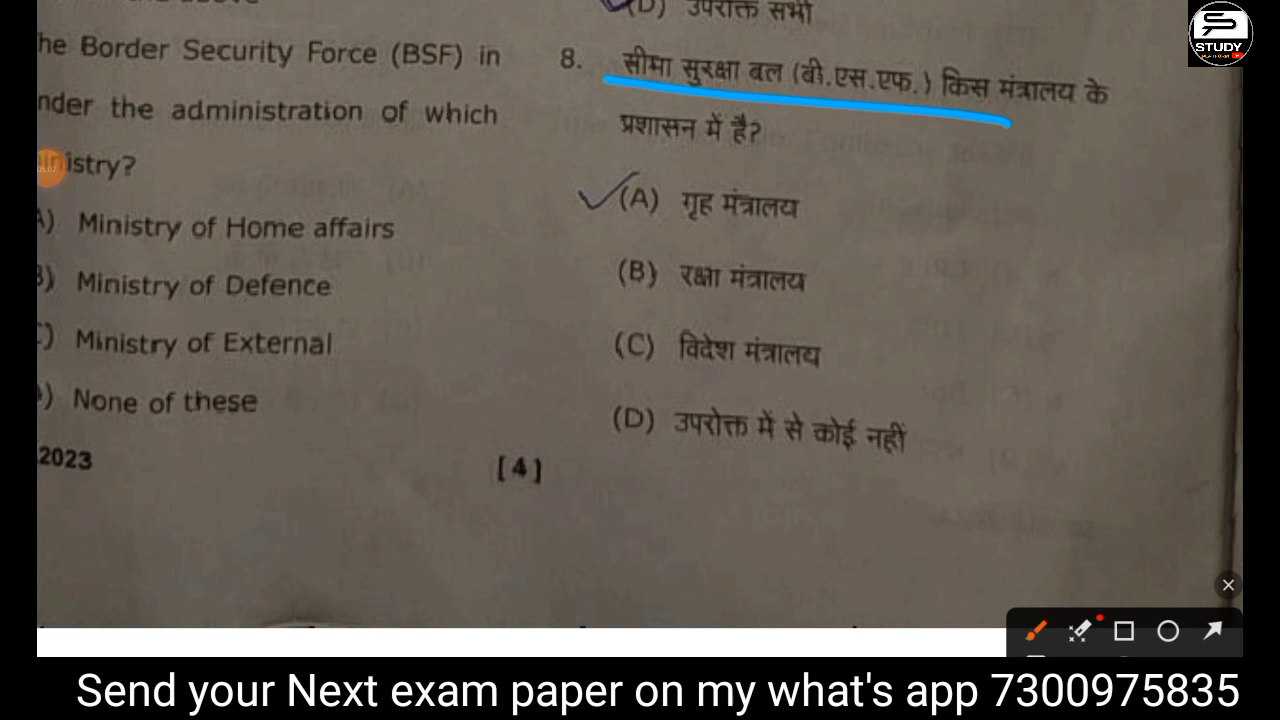 (D) उपरोक्त सभी
STUDY
he Border Security Force (BSF) in
nder the administration of which
inistry?
A) Ministry of Home affairs
B) Ministry of Defence
C) Ministry of External
) None of these
2023
[4]
8. सीमा सुरक्षा बल (बी.एस.एफ.) किस मंत्रालय के
प्रशासन में है?
(A) गृह मंत्रालय
(B) रक्षा मंत्रालय
(C) विदेश मंत्रालय
(D) उपरोक्त में से कोई नहीं
Send your Next exam paper on my what's app 7300975835